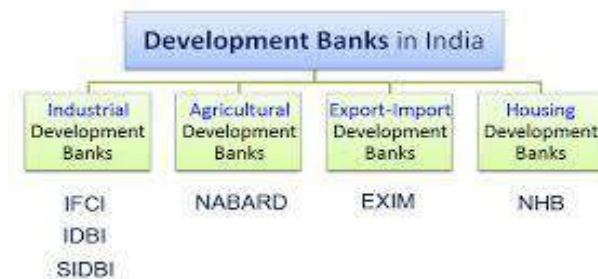 Development Banks in India
Industrial
Development
Banks
Agricultural
Development
Banks
Export-Import
Development
Banks
Housing
Development
Banks
IFCI
IDBI
SIDBI
NABARD
EXIM
NHB